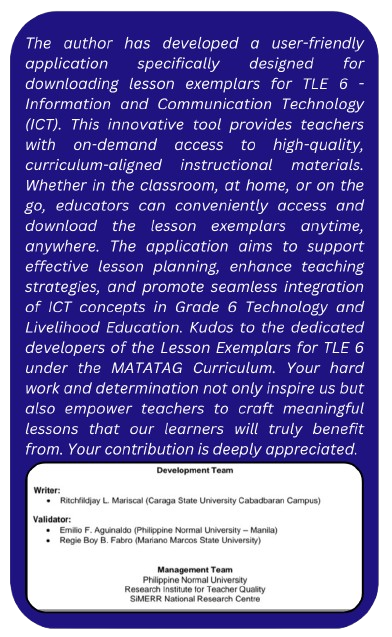 The author has developed a user-friendly
application specifically designed for
downloading lesson exemplars for TLE 6 -
Information and Communication Technology
(ICT). This innovative tool provides teachers
with on-demand access to high-quality,
curriculum-aligned instructional materials.
Whether in the classroom, at home, or on the
go, educators can conveniently access and
download the lesson exemplars anytime,
anywhere. The application aims to support
effective lesson planning, enhance teaching
strategies, and promote seamless integration
of ICT concepts in Grade 6 Technology and
Livelihood Education. Kudos to the dedicated
developers of the Lesson Exemplars for TLE 6
under the MATATAG Curriculum. Your hard
work and determination not only inspire us but
also empower teachers to craft meaningful
lessons that our learners will truly benefit
from. Your contribution is deeply appreciated.
Development Team
Writer:
• Ritchfildjay L. Mariscal (Caraga State University Cabadbaran Campus)
Validator:
• Emilio F. Aguinaldo (Philippine Normal University – Manila)
• Regie Boy B. Fabro (Mariano Marcos State University)
Management Team
Philippine Normal University
Research Institute for Teacher Quality
SiMERR National Research Centre